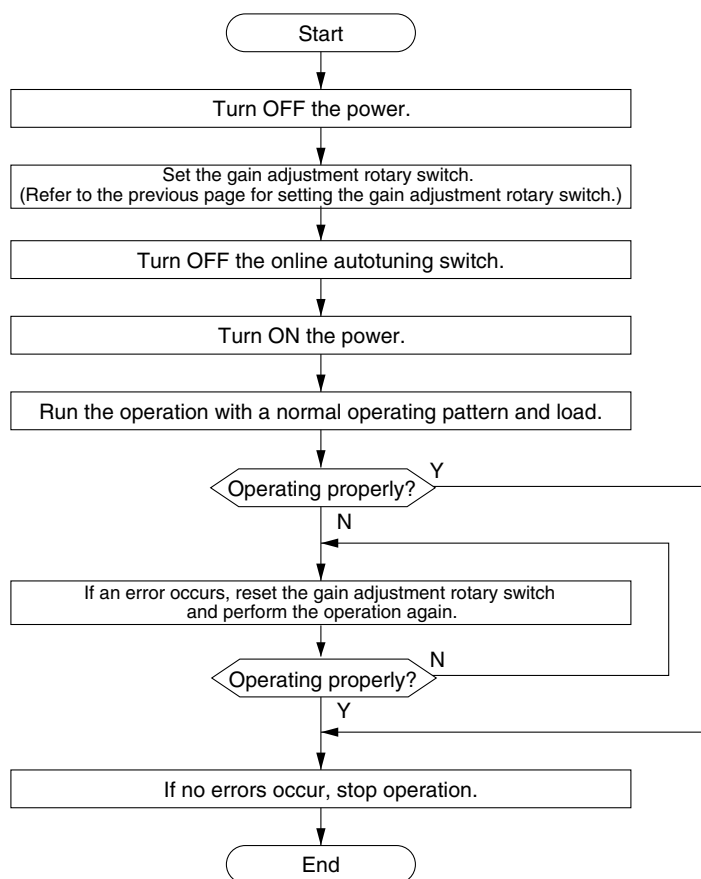 Start
Turn OFF the power.
Set the gain adjustment rotary switch.
(Refer to the previous page for setting the gain adjustment rotary switch.)
Turn OFF the online autotuning switch.
Turn ON the power.
Run the operation with a normal operating pattern and load.
Operating properly?
Y
N
If an error occurs, reset the gain adjustment rotary switch
and perform the operation again.
Operating properly?
N
Y
If no errors occur, stop operation.
End